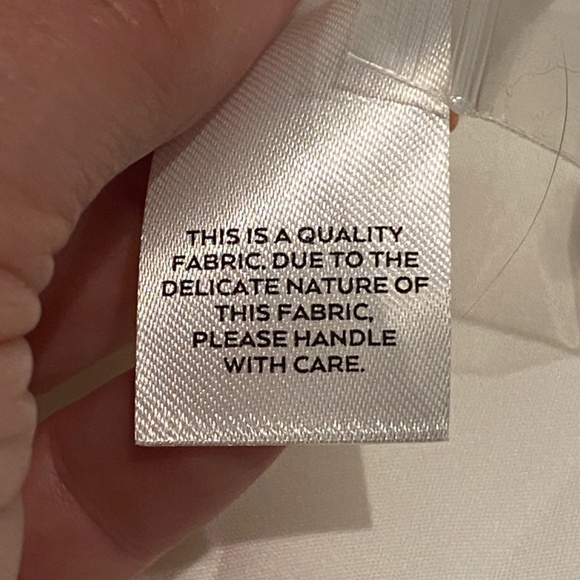 THIS IS A QUALITY
FABRIC. DUE TO THE
DELICATE NATURE OF
THIS FABRIC,
PLEASE HANDLE
WITH CARE.